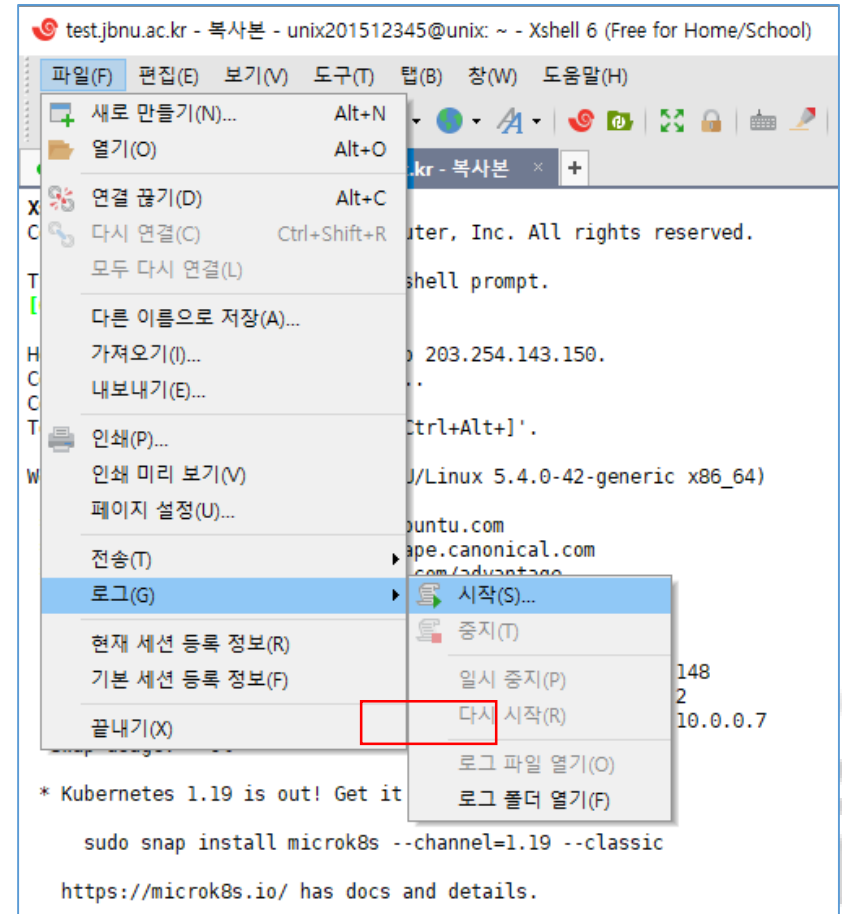 test.jbnu.ac.kr - 복사본 - unix201512345@unix: ~ - Xshell 6 (Free for Home/School)
파일(F) 편집(E) 보기(V) 도구(T) 탭(B) 창(W) 도움말(H)
새로 만들기(N)... Alt+N
열기(O) Alt+O
.kr - 복사본 × +
연결 끊기(D) Alt+C
X
다시 연결(C) Ctrl+Shift+R
C uter, Inc. All rights reserved.
모두 다시 연결(L)
T shell prompt.
[
다른 이름으로 저장(A)...
가져오기(I)...
H 203.254.143.150.
C ..
내보내기(E)...
C
T Ctrl+Alt+]'.
인쇄(P)...
인쇄 미리 보기(V)
W U/Linux 5.4.0-42-generic x86_64)
페이지 설정(U)...
buntu.com
전송(T)
ape.canonical.com
.com/advantage
로그(G)
시작(S)...
중지(T)
현재 세션 등록 정보(R)
기본 세션 등록 정보(F)
일시 중지(P)
148
2
다시 시작(R)
10.0.0.7
끝내기(X)
로그 파일 열기(O)
로그 폴더 열기(F)
* Kubernetes 1.19 is out! Get it
sudo snap install microk8s --channel=1.19 --classic
https://microk8s.io/ has docs and details.